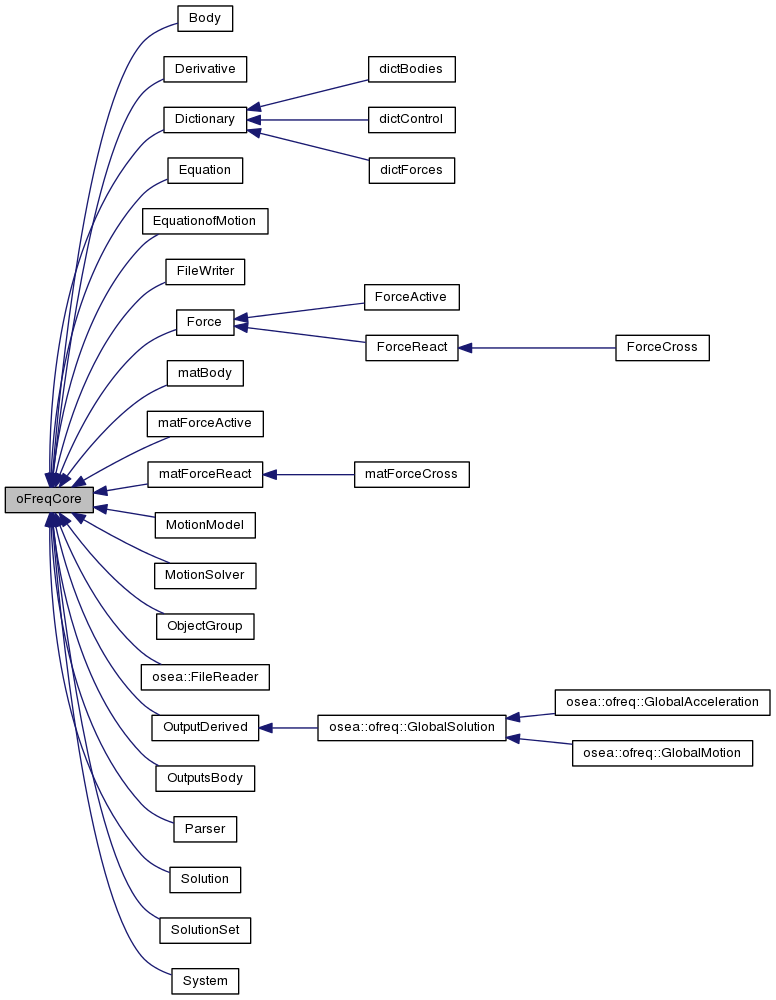 Body
Derivative
dictBodies
Dictionary
dictControl
Equation
dictForces
EquationofMotion
FileWriter
ForceActive
Force
ForceReact
ForceCross
matBody
matForceActive
matForceReact
matForceCross
oFreqCore
MotionModel
MotionSolver
ObjectGroup
osea::FileReader
osea::ofreq::GlobalAcceleration
OutputDerived
osea::ofreq::GlobalSolution
osea::ofreq::GlobalMotion
OutputsBody
Parser
Solution
SolutionSet
System